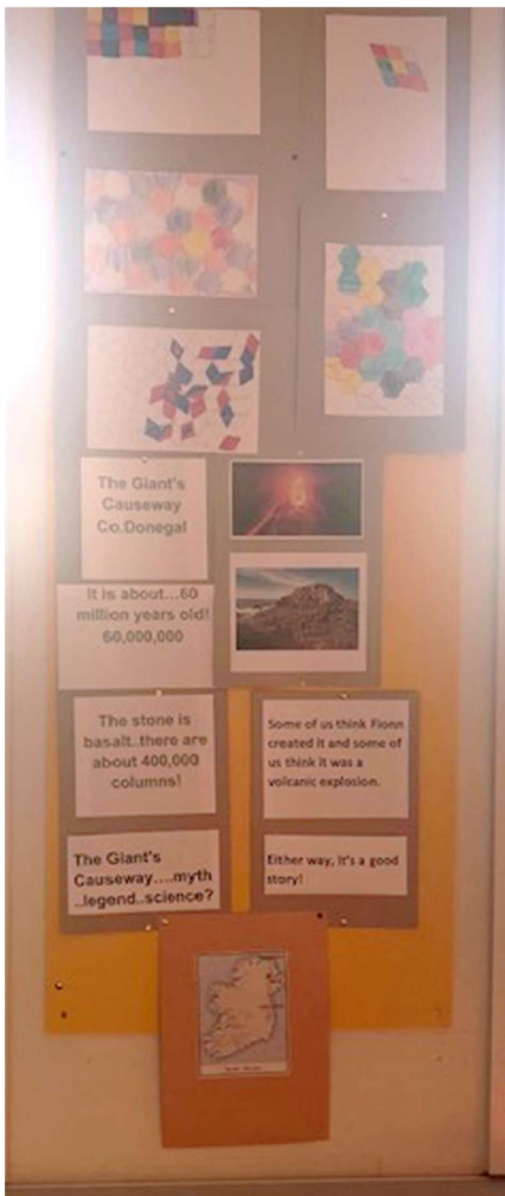 The Giant's
Causeway
Co.Donegal
It is about...60
million years old!
60,000,000
The stone is
basalt..there are
about 400,000
columns!
Some of us think Fionn
created it and some of
us think it was a
volcanic explosion.
The Giant's
Causeway....myth
..legend..science?
Either way, it's a good
story!